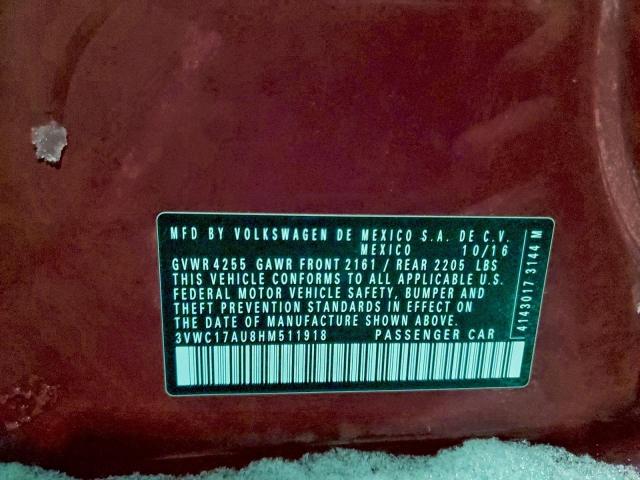 MFD BY VOLKSWAGEN DE MEXICO S.A. DE C.V.
MEXICO 10/16
GVWR 4255 GAWR FRONT 2161 / REAR 2205 LBS
THIS VEHICLE CONFORMS TO ALL APPLICABLE U.S.
FEDERAL MOTOR VEHICLE SAFETY, BUMPER AND
THEFT PREVENTION STANDARDS IN EFFECT ON
THE DATE OF MANUFACTURE SHOWN ABOVE.
3VWC17AU8HM511918 PASSENGER CAR
4143017 3144 M